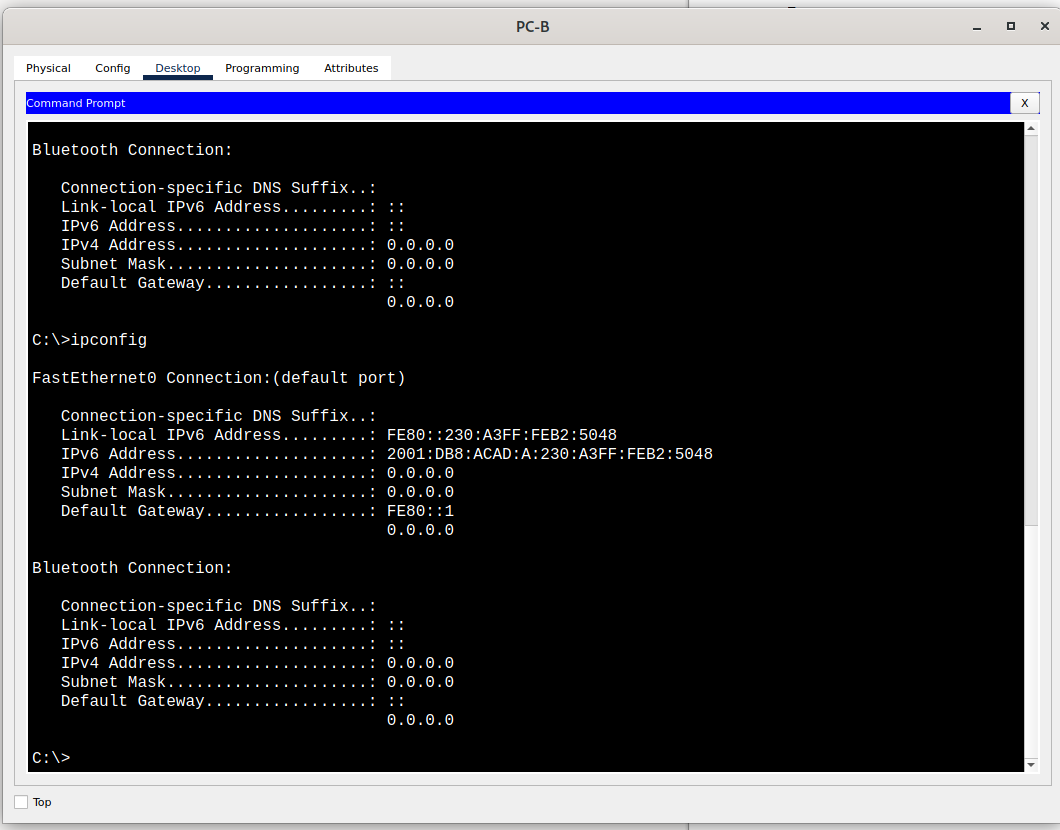 PC-B
Physical Config Desktop Programming Attributes
Command Prompt
X
Bluetooth Connection:
Connection-specific DNS Suffix..:
Link-local IPv6 Address.........: ::
IPv6 Address....................: ::
IPv4 Address....................: 0.0.0.0
Subnet Mask.....................: 0.0.0.0
Default Gateway.................: ::
0.0.0.0
C:\>ipconfig
FastEthernet0 Connection:(default port)
Connection-specific DNS Suffix..:
Link-local IPv6 Address.........: FE80::230:A3FF:FEB2:5048
IPv6 Address....................: 2001:DB8:ACAD:A:230:A3FF:FEB2:5048
IPv4 Address....................: 0.0.0.0
Subnet Mask.....................: 0.0.0.0
Default Gateway.................: FE80::1
0.0.0.0
Bluetooth Connection:
Connection-specific DNS Suffix..:
Link-local IPv6 Address.........: ::
IPv6 Address....................: ::
IPv4 Address....................: 0.0.0.0
Subnet Mask.....................: 0.0.0.0
Default Gateway.................: ::
0.0.0.0
C:\>
Top